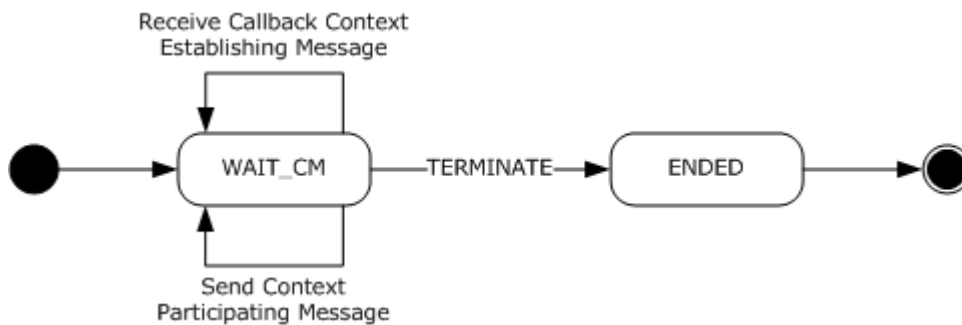 Receive Callback Context
Establishing Message
WAIT_CM
TERMINATE
ENDED
Send Context
Participating Message